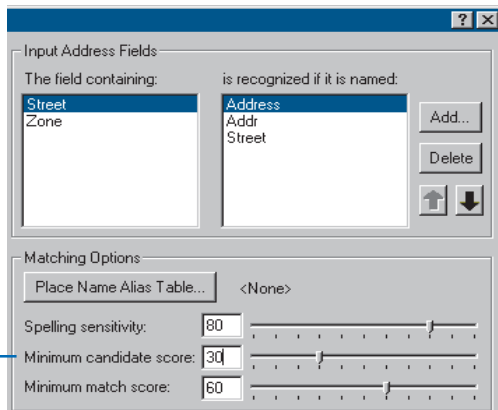 Input Address Fields
The field containing:
is recognized if it is named:
Street
Zone
Address
Addr
Street
Add...
Delete
Matching Options
Place Name Alias Table...
<None>
Spelling sensitivity:
80
Minimum candidate score:
30
Minimum match score:
60